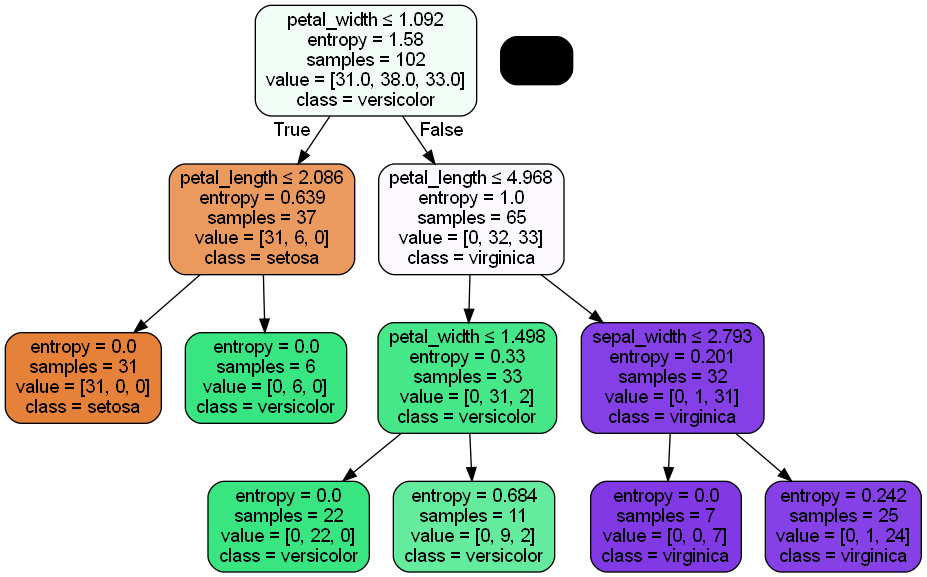 petal_width ≤ 1.092
entropy = 1.58
samples = 102
value = [31.0, 38.0, 33.0]
class = versicolor
True
False
petal_length ≤ 2.086
entropy = 0.639
samples = 37
value = [31, 6, 0]
class = setosa
petal_length ≤ 4.968
entropy = 1.0
samples = 65
value = [0, 32, 33]
class = virginica
entropy = 0.0
samples = 31
value = [31, 0, 0]
class = setosa
entropy = 0.0
samples = 6
value = [0, 6, 0]
class = versicolor
petal_width ≤ 1.498
entropy = 0.33
samples = 33
value = [0, 31, 2]
class = versicolor
sepal_width ≤ 2.793
entropy = 0.201
samples = 32
value = [0, 1, 31]
class = virginica
entropy = 0.0
samples = 22
value = [0, 22, 0]
class = versicolor
entropy = 0.684
samples = 11
value = [0, 9, 2]
class = versicolor
entropy = 0.0
samples = 7
value = [0, 0, 7]
class = virginica
entropy = 0.242
samples = 25
value = [0, 1, 24]
class = virginica